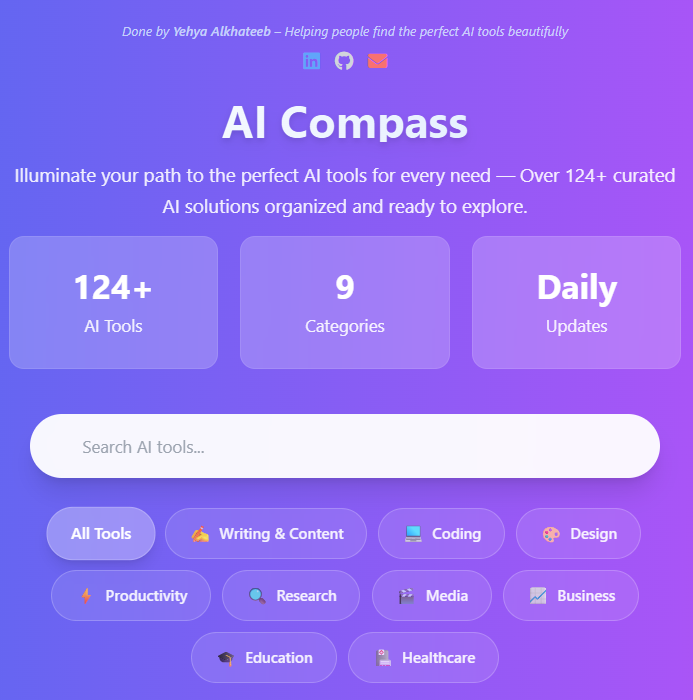 Done by Yehya Alkhateeb – Helping people find the perfect AI tools beautifully
AI Compass
Illuminate your path to the perfect AI tools for every need — Over 124+ curated
AI solutions organized and ready to explore.
124+
AI Tools
9
Categories
Daily
Updates
Search AI tools...
All Tools
Writing & Content
Coding
Design
Productivity
Research
Media
Business
Education
Healthcare